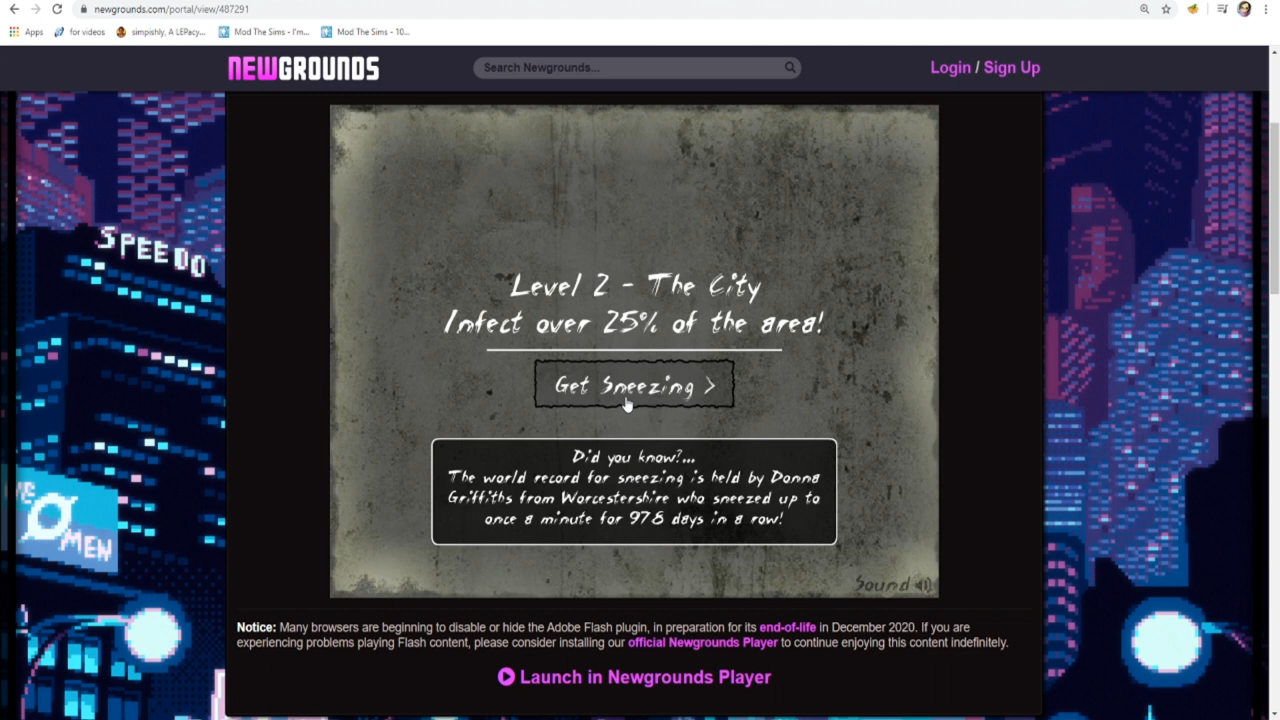 newgrounds.com/portal/view/487291
Apps for videos simpishly, A LEPacy... Mod The Sims - I'm... Mod The Sims - 10...
NEWGROUNDS Search Newgrounds... Login / Sign Up
SPEEDO
Level 2 - The City
Infect over 25% of the area!
Get Sneezing >
Did you know?...
The world record for sneezing is held by Donna
Griffiths from Worcestershire who sneezed up to
once a minute for 978 days in a row!
MEN
Sound
Notice: Many browsers are beginning to disable or hide the Adobe Flash plugin, in preparation for its end-of-life in December 2020. If you are
experiencing problems playing Flash content, please consider installing our official Newgrounds Player to continue enjoying this content indefinitely.
Launch in Newgrounds Player